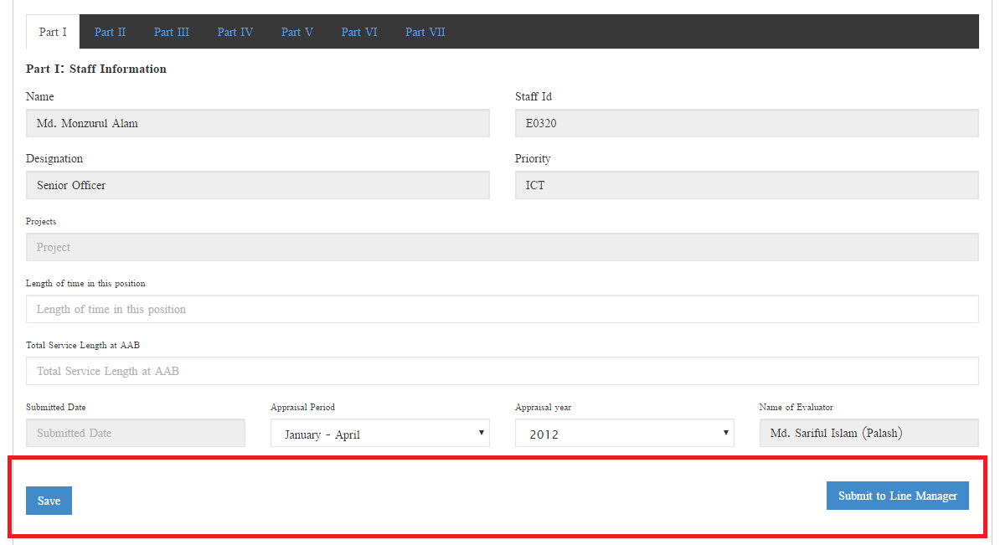 Part I Part II Part III Part IV Part V Part VI Part VII
Part I: Staff Information
Name Staff Id
Md. Monzurul Alam E0320
Designation Priority
Senior Officer ICT
Projects
Project
Length of time in this position
Length of time in this position
Total Service Length at AAB
Total Service Length at AAB
Submitted Date Appraisal Period Appraisal year Name of Evaluator
Submitted Date January - April 2012 Md. Sariful Islam (Palash)
Save Submit to Line Manager